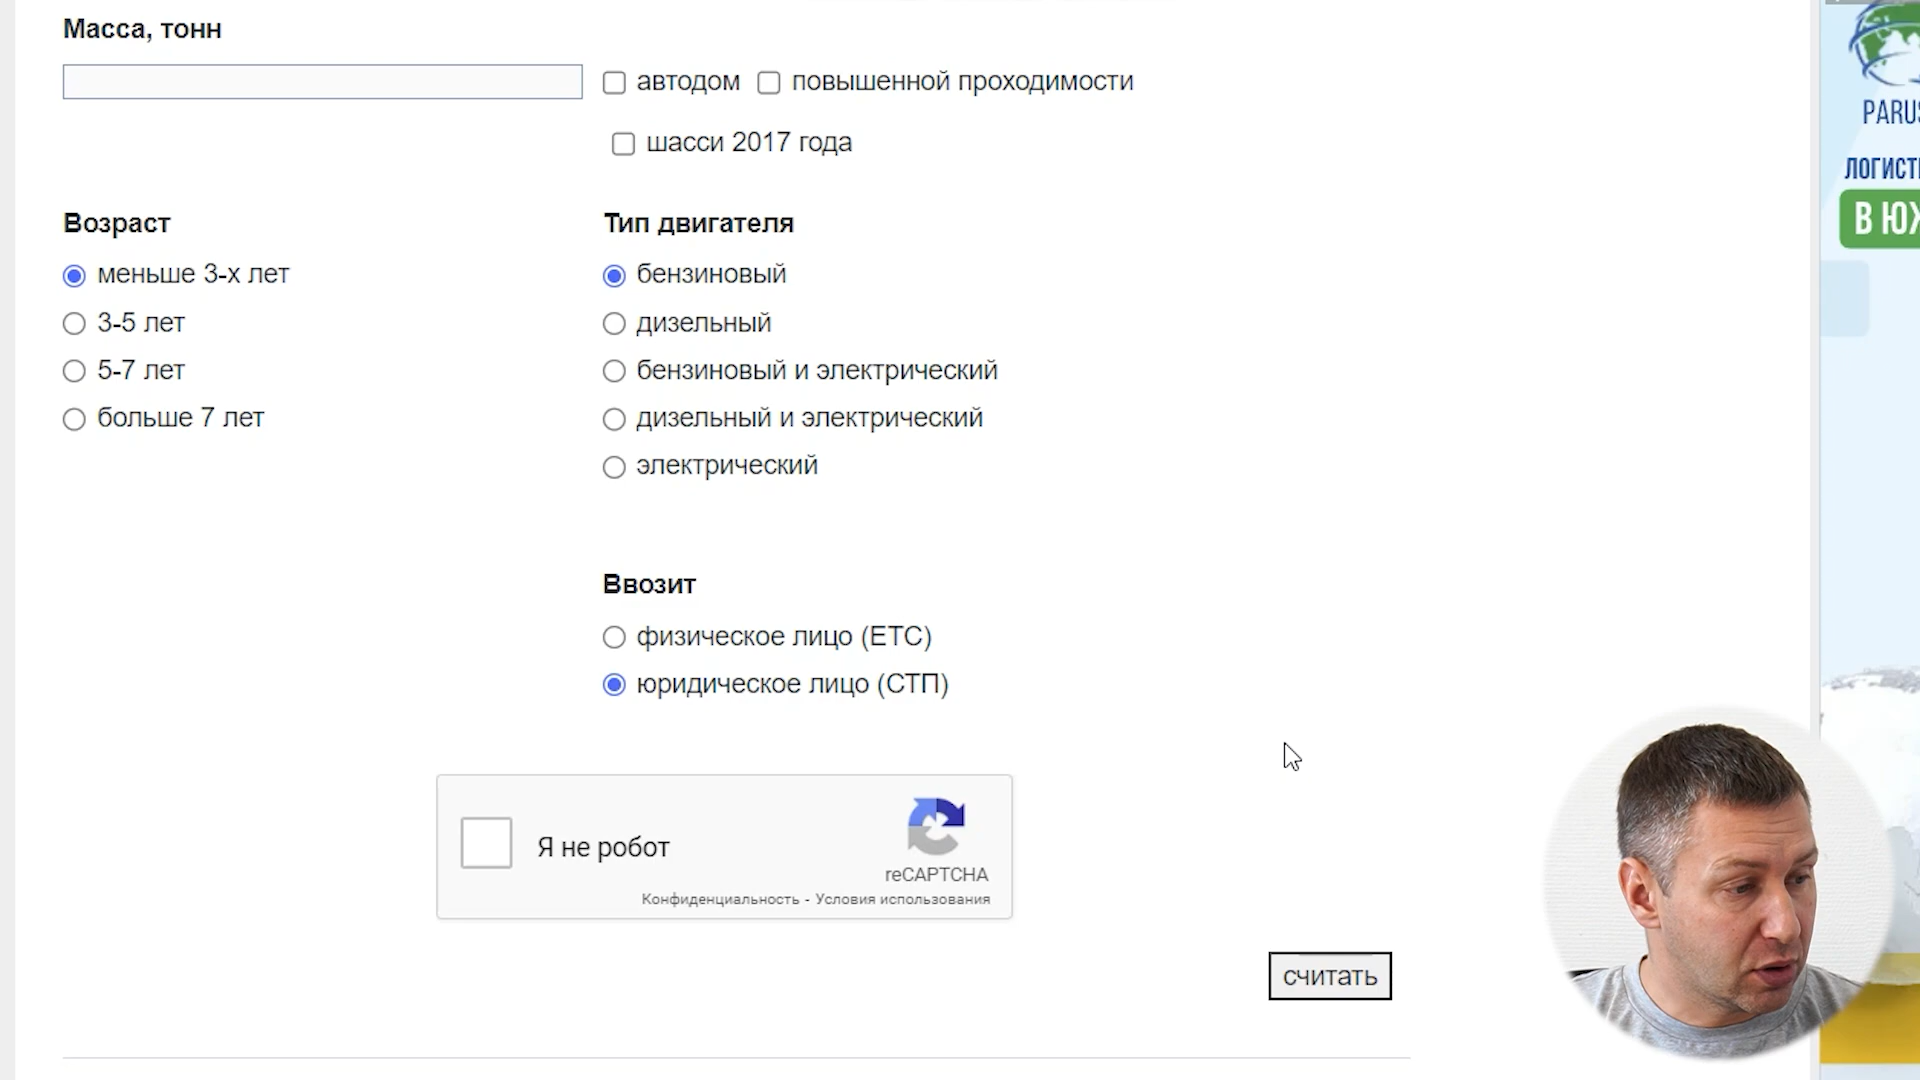 Масса, тонн
автодом повышенной проходимости
шасси 2017 года
Возраст
меньше 3-х лет
3-5 лет
5-7 лет
больше 7 лет
Тип двигателя
бензиновый
дизельный
бензиновый и электрический
дизельный и электрический
электрический
Ввозит
физическое лицо (ЕТС)
юридическое лицо (СТП)
Я не робот
reCAPTCHA
Конфиденциальность - Условия использования
считать
PARUS
ЛОГИСТ
В ЮЖ